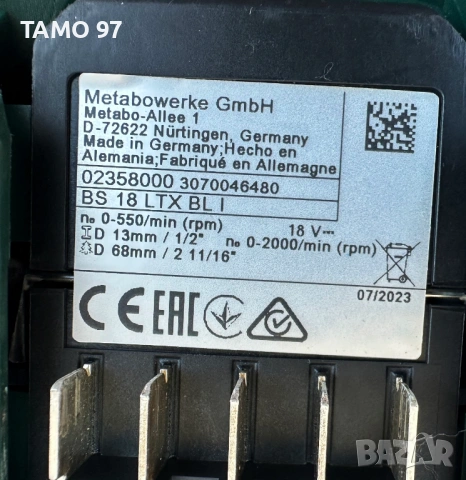 TAMO 97
Metabowerke GmbH
Metabo-Allee 1
D-72622 Nürtingen, Germany
Made in Germany;Hecho en
Alemania;Fabriqué en Allemagne
02358000 3070046480
BS 18 LTX BL I
n₀ 0-550/min (rpm) 18 V⎓
D 13mm / 1/2" n₀ 0-2000/min (rpm)
D 68mm / 2 11/16"
07/2023
CE EAC
BAZAR